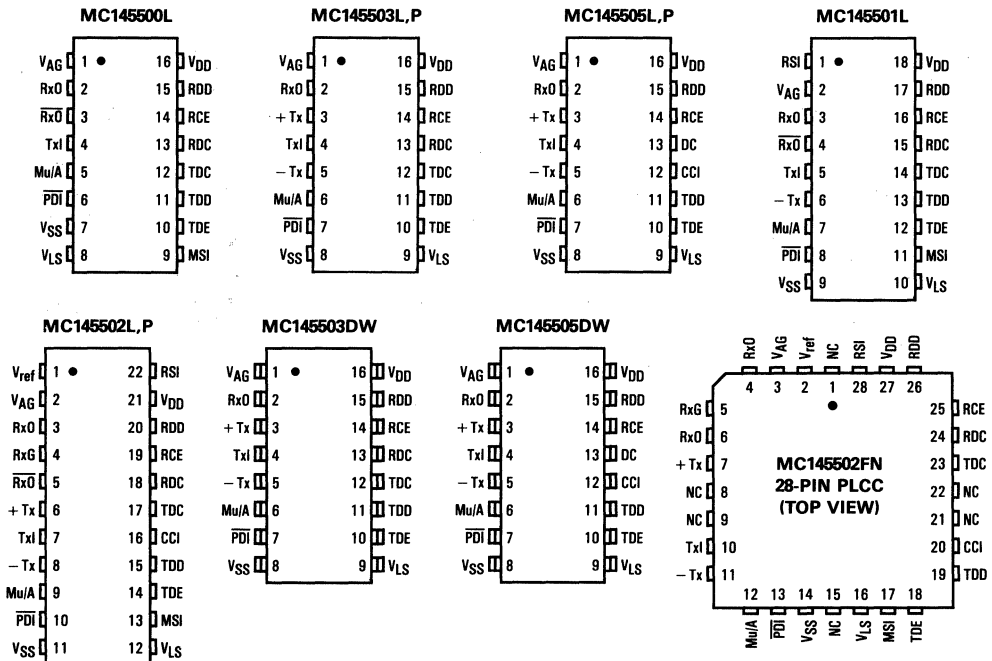 MC145500L
VAG 1 16 VDD
RxO 2 15 RDD
RxO 3 14 RCE
TxI 4 13 RDC
Mu/A 5 12 TDC
PDI 6 11 TDD
VSS 7 10 TDE
VLS 8 9 MSI
MC145503L,P
VAG 1 16 VDD
RxO 2 15 RDD
+ Tx 3 14 RCE
TxI 4 13 RDC
– Tx 5 12 TDC
Mu/A 6 11 TDD
PDI 7 10 TDE
VSS 8 9 VLS
MC145505L,P
VAG 1 16 VDD
RxO 2 15 RDD
+ Tx 3 14 RCE
TxI 4 13 DC
– Tx 5 12 CCI
Mu/A 6 11 TDD
PDI 7 10 TDE
VSS 8 9 VLS
MC145501L
RSI 1 18 VDD
VAG 2 17 RDD
RxO 3 16 RCE
RxO 4 15 RDC
TxI 5 14 TDC
– Tx 6 13 TDD
Mu/A 7 12 TDE
PDI 8 11 MSI
VSS 9 10 VLS
MC145502L,P
Vref 1 22 RSI
VAG 2 21 VDD
RxO 3 20 RDD
RxG 4 19 RCE
RxO 5 18 RDC
+ Tx 6 17 TDC
TxI 7 16 CCI
– Tx 8 15 TDD
Mu/A 9 14 TDE
PDI 10 13 MSI
VSS 11 12 VLS
MC145503DW
VAG 1 16 VDD
RxO 2 15 RDD
+ Tx 3 14 RCE
TxI 4 13 RDC
– Tx 5 12 TDC
Mu/A 6 11 TDD
PDI 7 10 TDE
VSS 8 9 VLS
MC145505DW
VAG 1 16 VDD
RxO 2 15 RDD
+ Tx 3 14 RCE
TxI 4 13 DC
– Tx 5 12 CCI
Mu/A 6 11 TDD
PDI 7 10 TDE
VSS 8 9 VLS
RxO VAG Vref NC RSI VDD RDD
4 3 2 1 28 27 26
RxG 5 25 RCE
RxO 6 24 RDC
+ Tx 7 23 TDC
NC 8 22 NC
NC 9 21 NC
TxI 10 20 CCI
– Tx 11 19 TDD
MC145502FN
28-PIN PLCC
(TOP VIEW)
12 13 14 15 16 17 18
Mu/A PDI VSS NC VLS MSI TDE